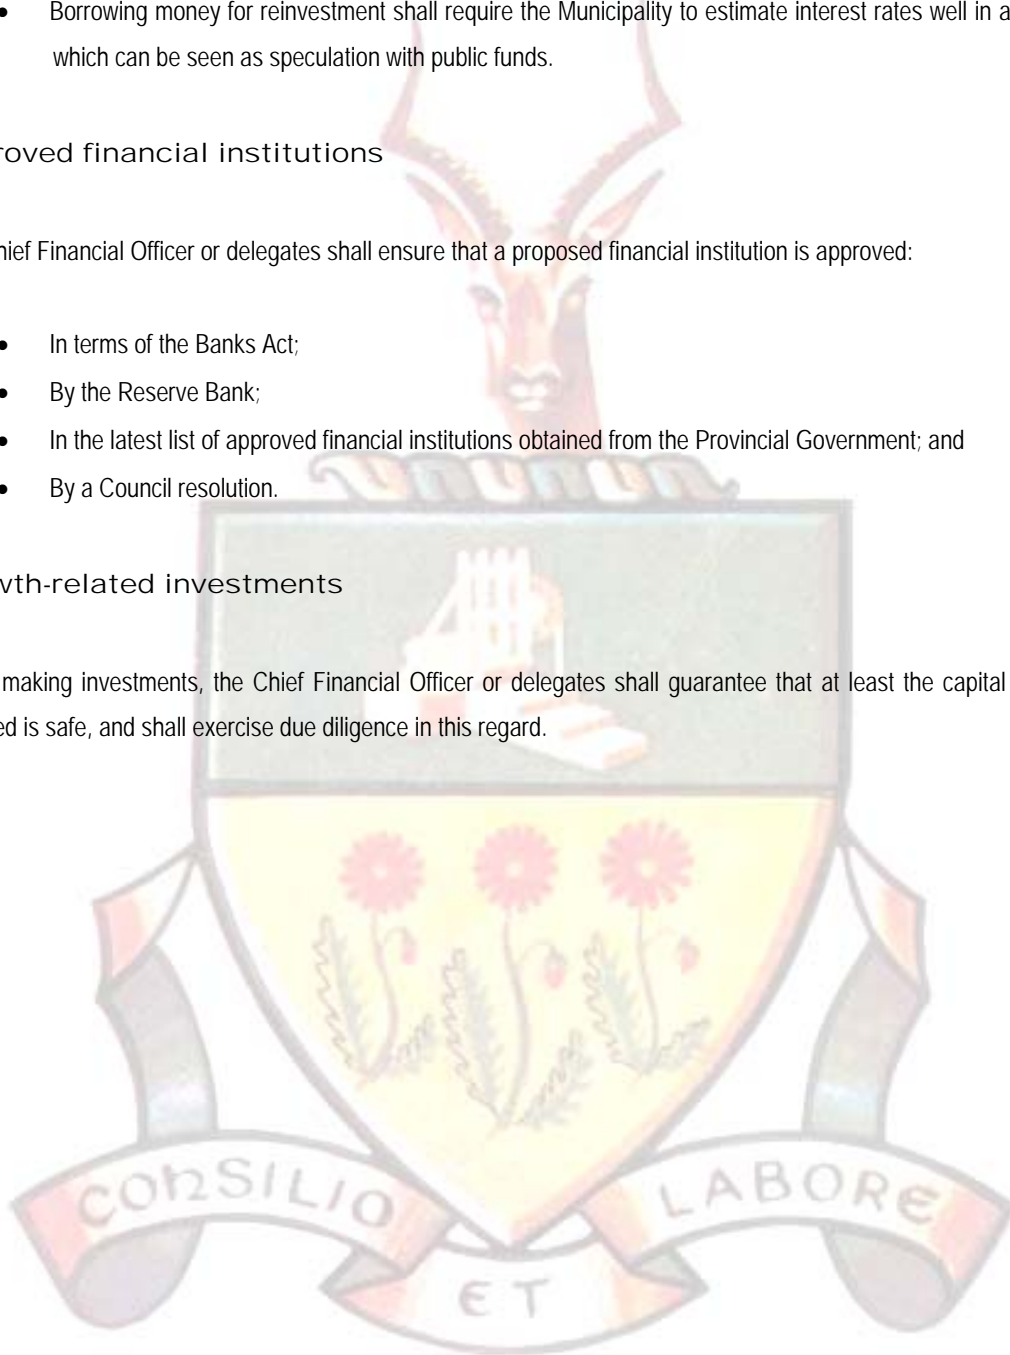 • Borrowing money for reinvestment shall require the Municipality to estimate interest rates well in a
which can be seen as speculation with public funds.
roved financial institutions
hief Financial Officer or delegates shall ensure that a proposed financial institution is approved:
• In terms of the Banks Act;
• By the Reserve Bank;
• In the latest list of approved financial institutions obtained from the Provincial Government; and
• By a Council resolution.
wth-related investments
making investments, the Chief Financial Officer or delegates shall guarantee that at least the capital
ed is safe, and shall exercise due diligence in this regard.
CONSILIO
ET
LABORE